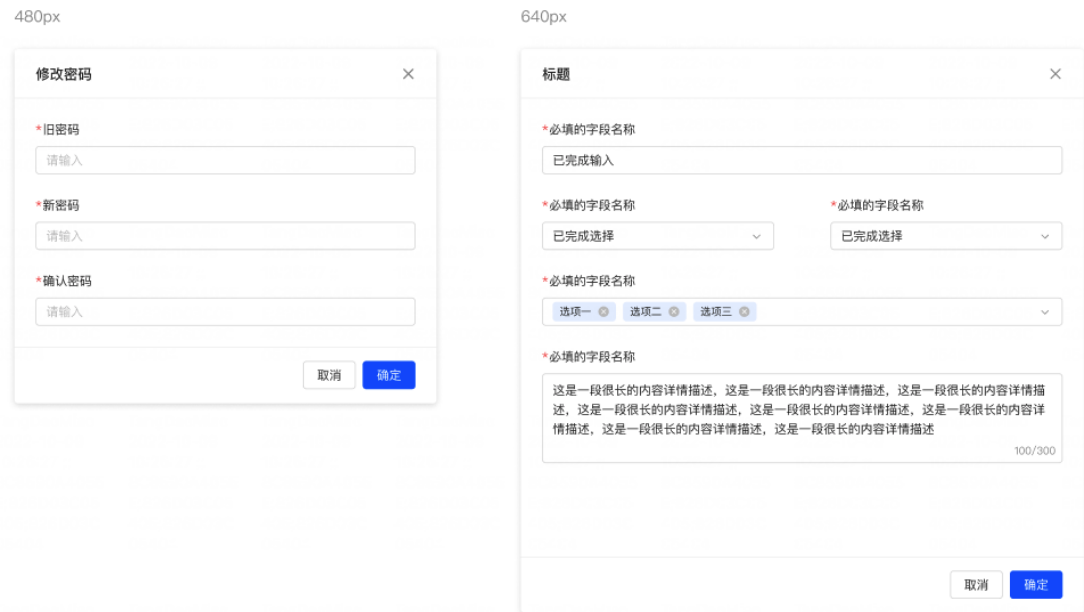 480px
修改密码
*旧密码
请输入
*新密码
请输入
*确认密码
请输入
取消
确定
640px
标题
*必填的字段名称
已完成输入
*必填的字段名称
*必填的字段名称
已完成选择
已完成选择
*必填的字段名称
选项一 选项二 选项三
*必填的字段名称
这是一段很长的内容详情描述，这是一段很长的内容详情描述，这是一段很长的内容详情描
述，这是一段很长的内容详情描述，这是一段很长的内容详情描述，这是一段很长的内容详
情描述，这是一段很长的内容详情描述，这是一段很长的内容详情描述
100/300
取消
确定